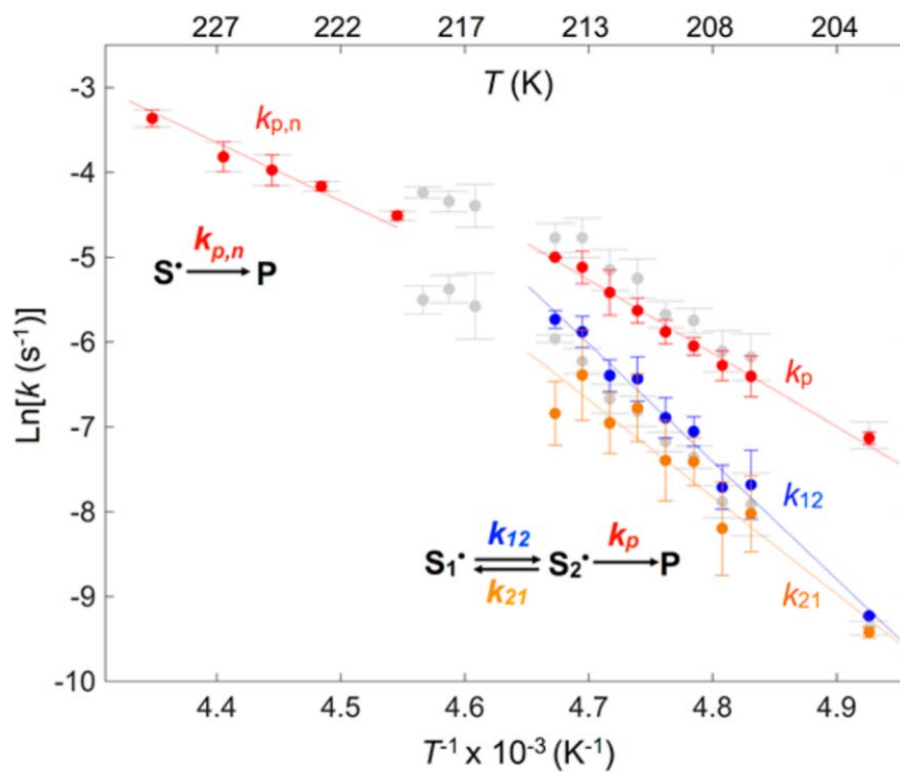 227 222 217 213 208 204
T (K)
-3
-4
-5
-6
-7
-8
-9
-10
Ln[k (s⁻¹)]
kp,n
kp,n
S• P
kp
k12
k21
k12 kp
S1• S2• P
k21
4.4 4.5 4.6 4.7 4.8 4.9
T⁻¹ x 10⁻³ (K⁻¹)